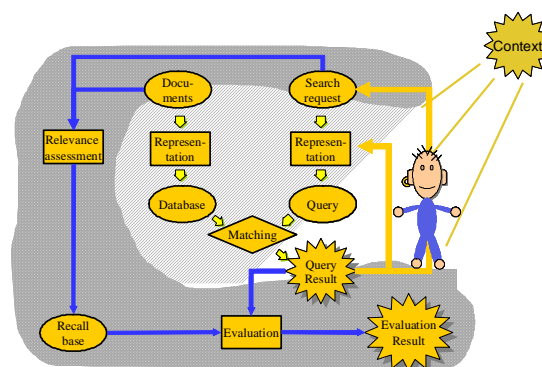 Context
Docu-
ments
Search
request
Relevance
assessment
Represen-
tation
Represen-
tation
Database
Query
Matching
Query
Result
Recall
base
Evaluation
Evaluation
Result